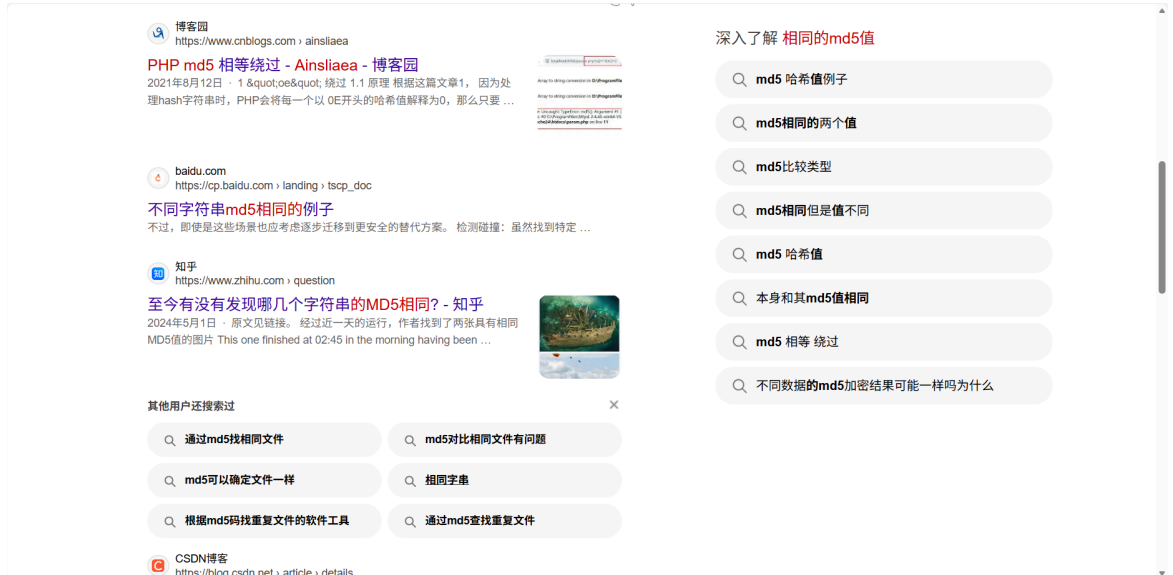 博客园
https://www.cnblogs.com › ainsliaea
PHP md5 相等绕过 - Ainsliaea - 博客园
2021年8月12日 · 1 &quot;oe&quot; 绕过 1.1 原理 根据这篇文章1， 因为处
理hash字符串时，PHP会将每一个以 0E开头的哈希值解释为0，那么只要 …
baidu.com
https://cp.baidu.com › landing › tscp_doc
不同字符串md5相同的例子
不过，即使是这些场景也应考虑逐步迁移到更安全的替代方案。 检测碰撞：虽然找到特定 …
知乎
https://www.zhihu.com › question
至今有没有发现哪几个字符串的MD5相同? - 知乎
2024年5月1日 · 原文见链接。 经过近一天的运行，作者找到了两张具有相同
MD5值的图片 This one finished at 02:45 in the morning having been …
其他用户还搜索过
通过md5找相同文件
md5对比相同文件有问题
md5可以确定文件一样
相同字串
根据md5码找重复文件的软件工具
通过md5查找重复文件
CSDN博客
https://blog.csdn.net › article › details
深入了解 相同的md5值
md5 哈希值例子
md5相同的两个值
md5比较类型
md5相同但是值不同
md5 哈希值
本身和其md5值相同
md5 相等 绕过
不同数据的md5加密结果可能一样吗为什么